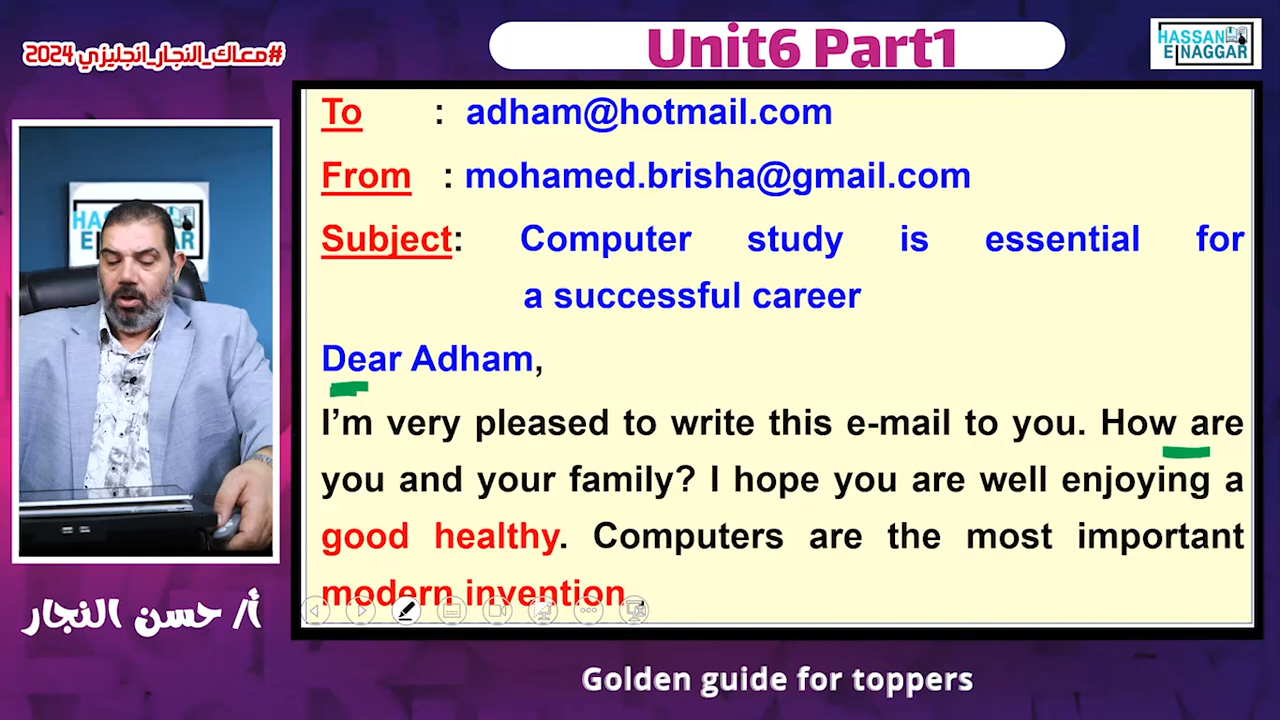 #معاك_النجار_انجليزي 2024
Unit6 Part1
HASSAN
ElNAGGAR
To : adham@hotmail.com
From : mohamed.brisha@gmail.com
Subject: Computer study is essential for
a successful career
Dear Adham,
I’m very pleased to write this e-mail to you. How are
you and your family? I hope you are well enjoying a
good healthy. Computers are the most important
modern invention
أ/ حسن النجار
Golden guide for toppers